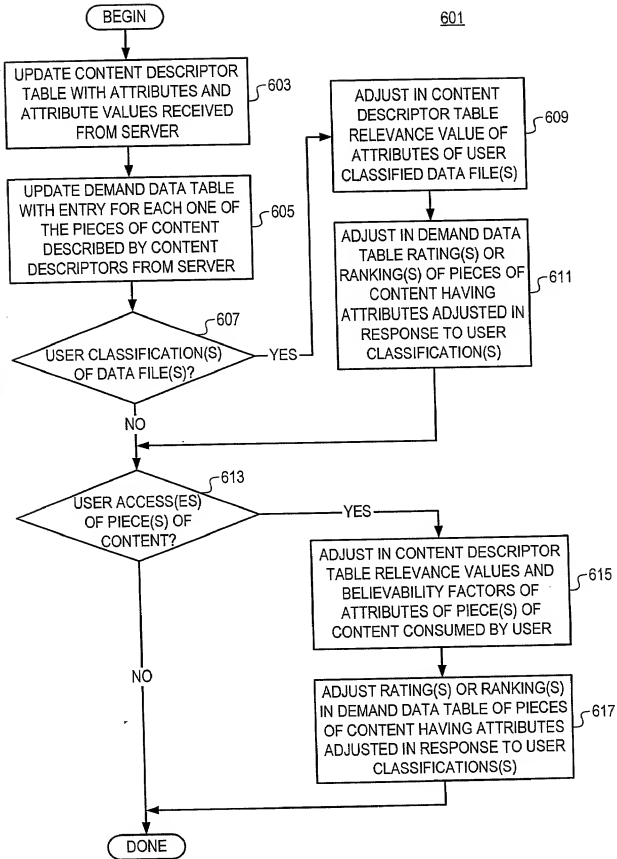 BEGIN
601
UPDATE CONTENT DESCRIPTOR
TABLE WITH ATTRIBUTES AND
ATTRIBUTE VALUES RECEIVED
FROM SERVER
603
UPDATE DEMAND DATA TABLE
WITH ENTRY FOR EACH ONE OF
THE PIECES OF CONTENT
DESCRIBED BY CONTENT
DESCRIPTORS FROM SERVER
605
607
USER CLASSIFICATION(S)
OF DATA FILE(S)?
YES
NO
ADJUST IN CONTENT
DESCRIPTOR TABLE
RELEVANCE VALUE OF
ATTRIBUTES OF USER
CLASSIFIED DATA FILE(S)
609
ADJUST IN DEMAND DATA
TABLE RATING(S) OR
RANKING(S) OF PIECES OF
CONTENT HAVING
ATTRIBUTES ADJUSTED IN
RESPONSE TO USER
CLASSIFICATION(S)
611
613
USER ACCESS(ES)
OF PIECE(S) OF
CONTENT?
YES
NO
ADJUST IN CONTENT DESCRIPTOR
TABLE RELEVANCE VALUES AND
BELIEVABILITY FACTORS OF
ATTRIBUTES OF PIECE(S) OF
CONTENT CONSUMED BY USER
615
ADJUST RATING(S) OR RANKING(S)
IN DEMAND DATA TABLE OF PIECES
OF CONTENT HAVING ATTRIBUTES
ADJUSTED IN RESPONSE TO USER
CLASSIFICATIONS(S)
617
DONE